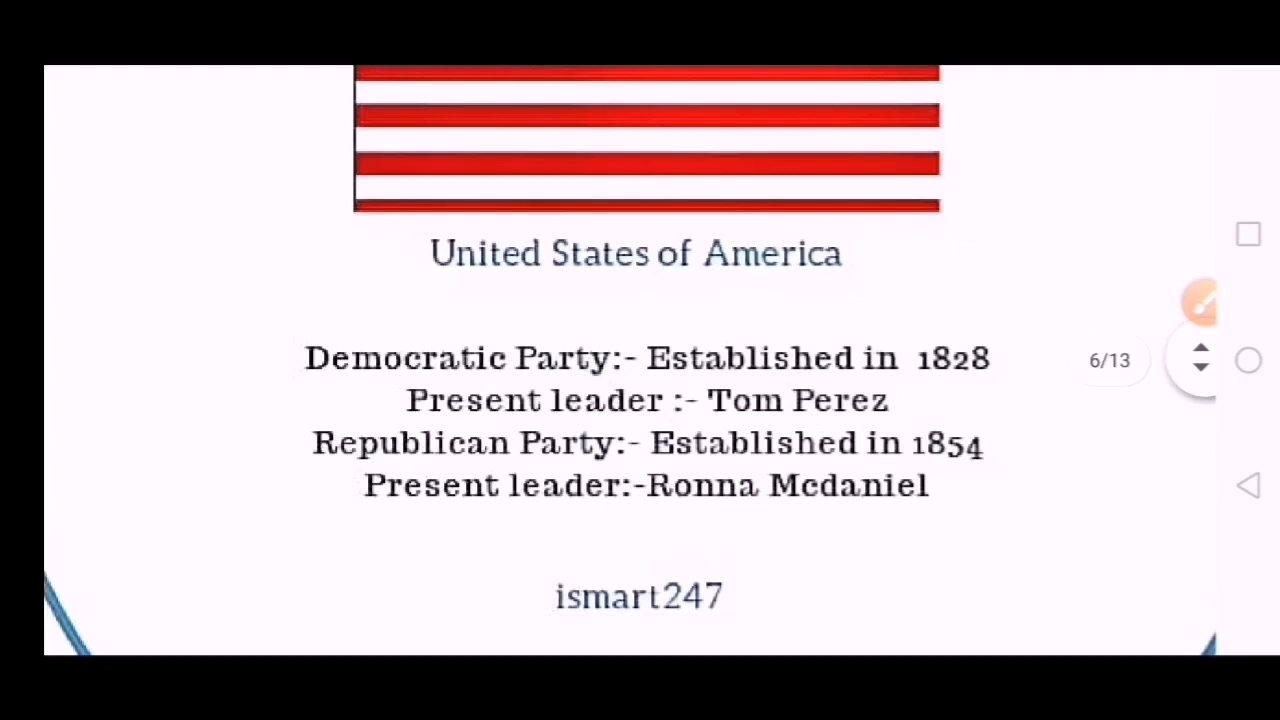 United States of America
Democratic Party:- Established in 1828
Present leader :- Tom Perez
6/13
Republican Party:- Established in 1854
Present leader:-Ronna Mcdaniel
ismart247